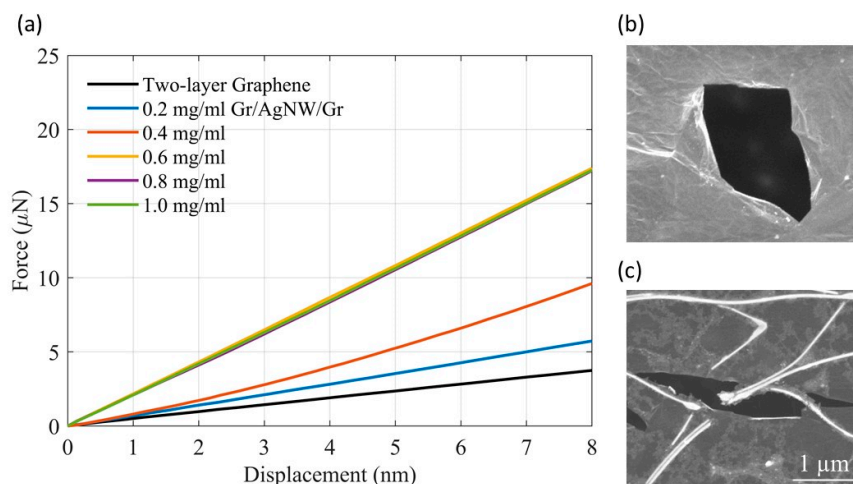 (a)
25
20
15
10
5
0
Force (µN)
Two-layer Graphene
0.2 mg/ml Gr/AgNW/Gr
0.4 mg/ml
0.6 mg/ml
0.8 mg/ml
1.0 mg/ml
0 1 2 3 4 5 6 7 8
Displacement (nm)
(b)
(c)
1 µm